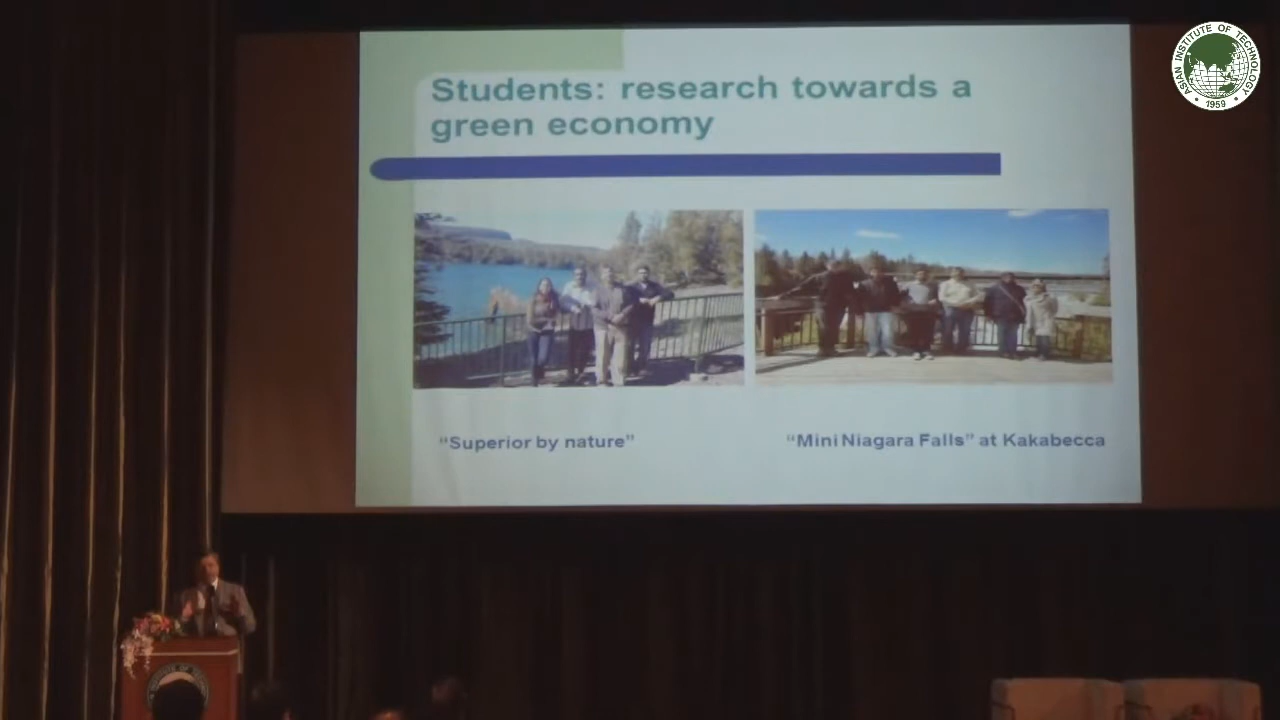 Students: research towards a
green economy
“Superior by nature”
“Mini Niagara Falls” at Kakabecca
ASIAN INSTITUTE OF TECHNOLOGY
• 1959 •